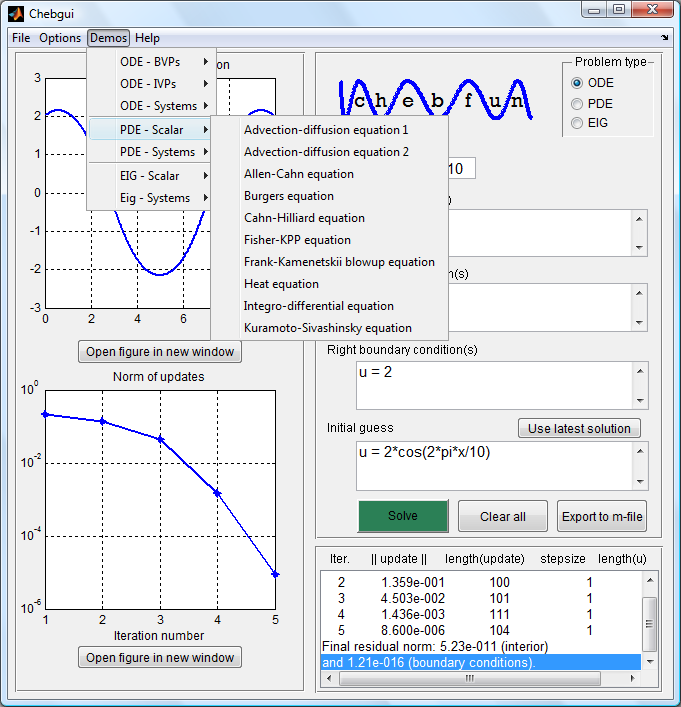 Chebgui
File Options Demos Help
ODE - BVPs
ODE - IVPs
ODE - Systems
PDE - Scalar
PDE - Systems
EIG - Scalar
Eig - Systems
Advection-diffusion equation 1
Advection-diffusion equation 2
Allen-Cahn equation
Burgers equation
Cahn-Hilliard equation
Fisher-KPP equation
Frank-Kamenetskii blowup equation
Heat equation
Integro-differential equation
Kuramoto-Sivashinsky equation
3
2
1
0
-1
-2
-3
0 2 4 6
Open figure in new window
Norm of updates
10^0
10^-2
10^-4
10^-6
1 2 3 4 5
Iteration number
Open figure in new window
chebfun
Problem type
ODE
PDE
EIG
10
Right boundary condition(s)
u = 2
Initial guess
Use latest solution
u = 2*cos(2*pi*x/10)
Solve Clear all Export to m-file
Iter. || update || length(update) stepsize length(u)
2 1.359e-001 100 1
3 4.503e-002 101 1
4 1.436e-003 111 1
5 8.600e-006 104 1
Final residual norm: 5.23e-011 (interior)
and 1.21e-016 (boundary conditions).